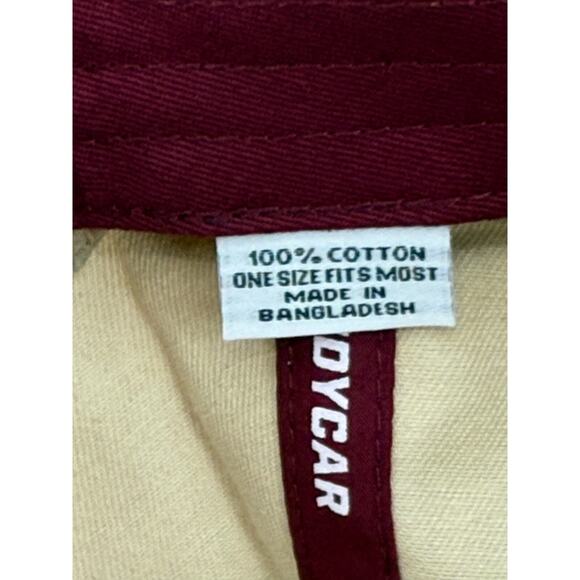 100% COTTON
ONE SIZE FITS MOST
MADE IN
BANGLADESH
DYCAR